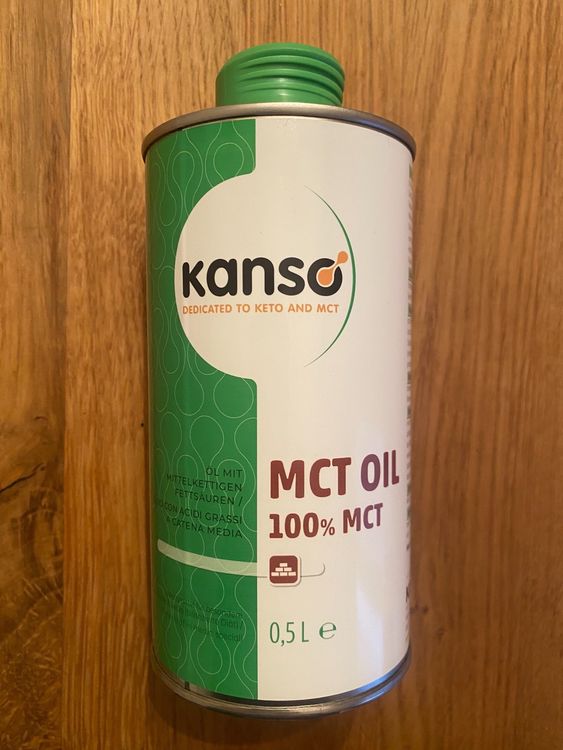 Kanso
DEDICATED TO KETO AND MCT
ÖL MIT
MITTELKETTIGEN
FETTSÄUREN /
CON ACIDI GRASSI
A CATENA MEDIA
MCT OIL
100% MCT
0,5 L e